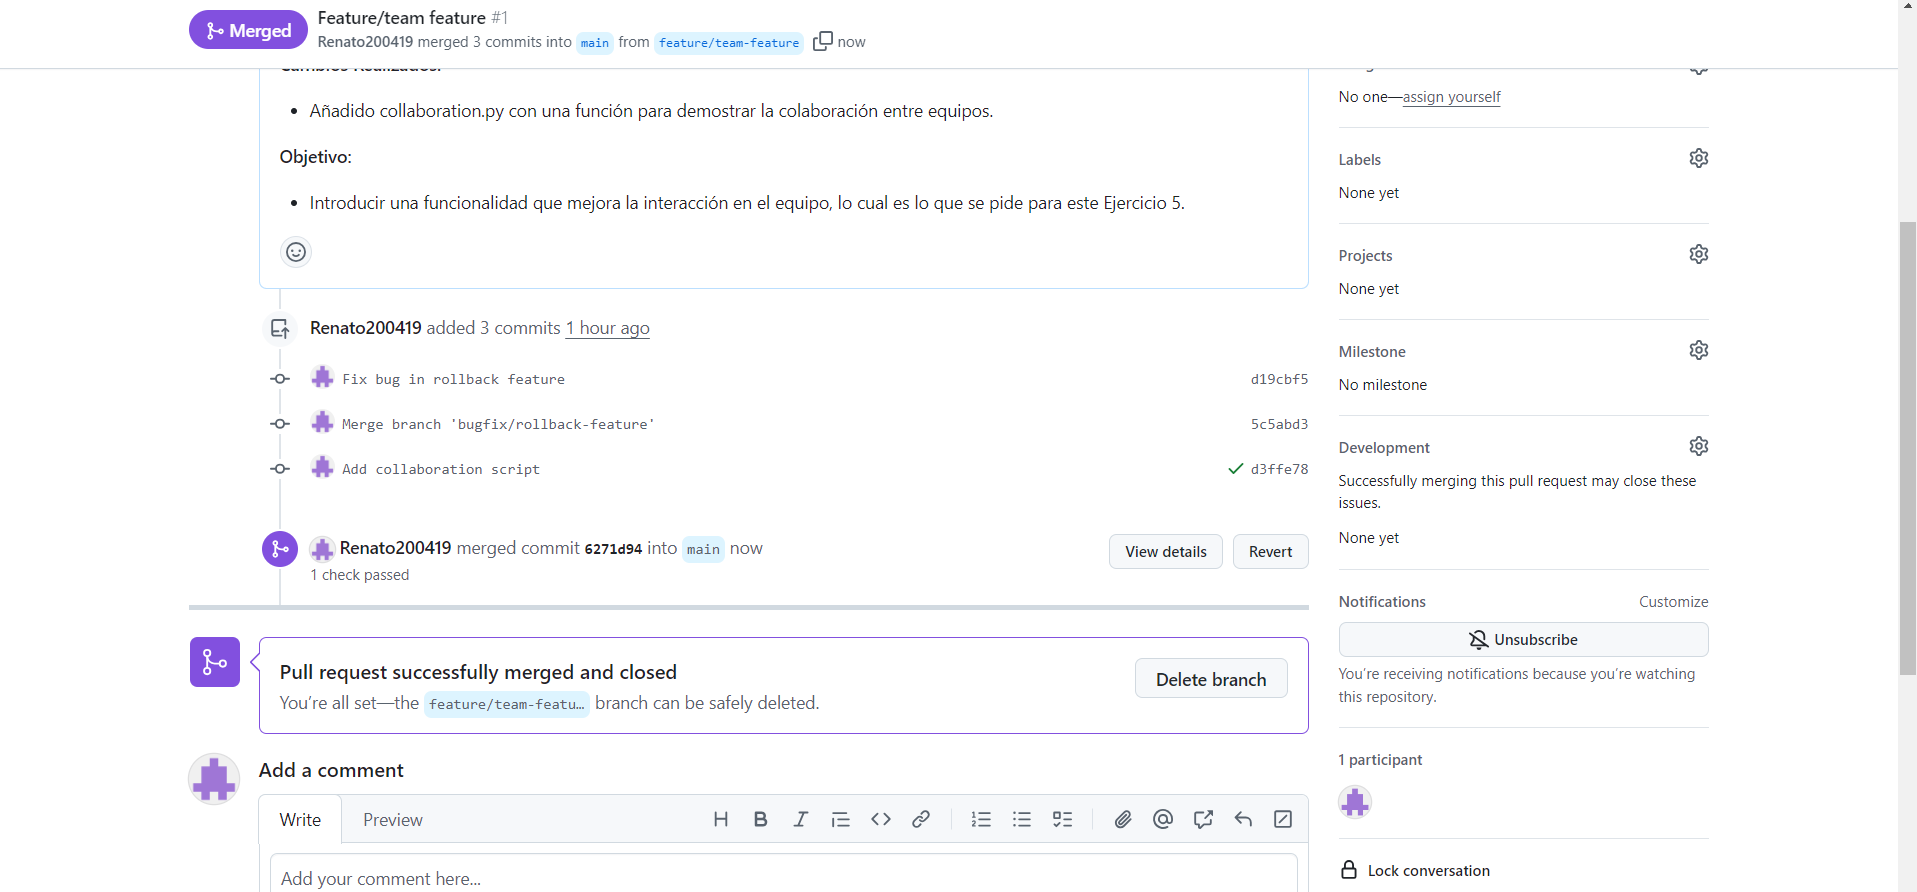 Merged
Feature/team feature #1
Renato200419 merged 3 commits into main from feature/team-feature now
Cambios Realizados:
• Añadido collaboration.py con una función para demostrar la colaboración entre equipos.
Objetivo:
• Introducir una funcionalidad que mejora la interacción en el equipo, lo cual es lo que se pide para este Ejercicio 5.
Renato200419 added 3 commits 1 hour ago
Fix bug in rollback feature d19cbf5
Merge branch 'bugfix/rollback-feature' 5c5abd3
Add collaboration script d3ffe78
Renato200419 merged commit 6271d94 into main now
1 check passed
View details
Revert
Pull request successfully merged and closed
You’re all set—the feature/team-featu… branch can be safely deleted.
Delete branch
Add a comment
Write
Preview
Add your comment here...
No one—assign yourself
Labels
None yet
Projects
None yet
Milestone
No milestone
Development
Successfully merging this pull request may close these
issues.
None yet
Notifications
Customize
Unsubscribe
You’re receiving notifications because you’re watching
this repository.
1 participant
Lock conversation